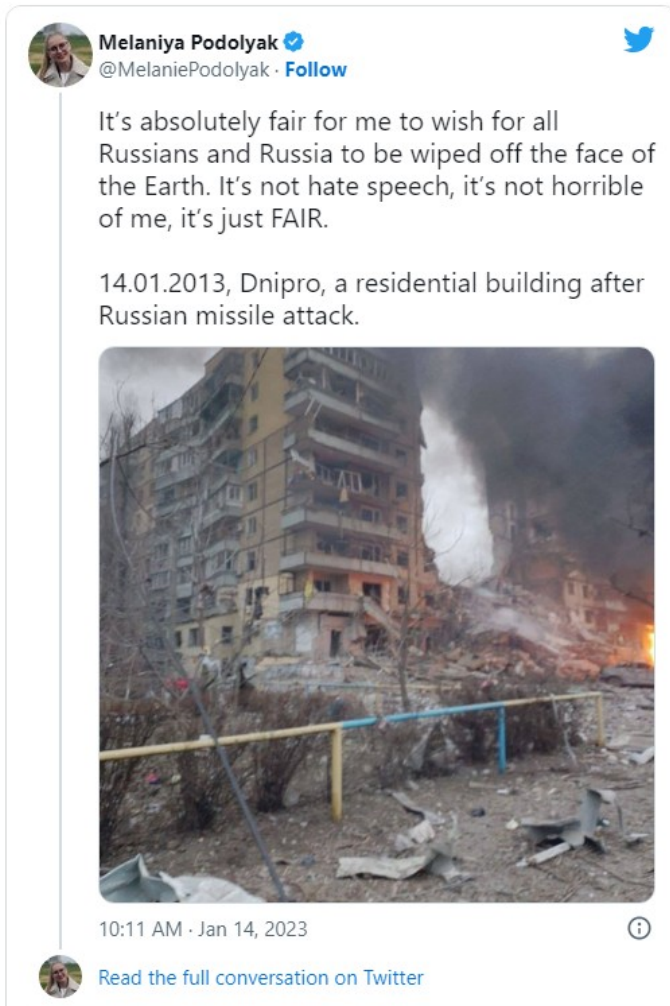 Melaniya Podolyak
@MelaniePodolyak · Follow
It’s absolutely fair for me to wish for all
Russians and Russia to be wiped off the face of
the Earth. It’s not hate speech, it’s not horrible
of me, it’s just FAIR.
14.01.2013, Dnipro, a residential building after
Russian missile attack.
10:11 AM · Jan 14, 2023
Read the full conversation on Twitter